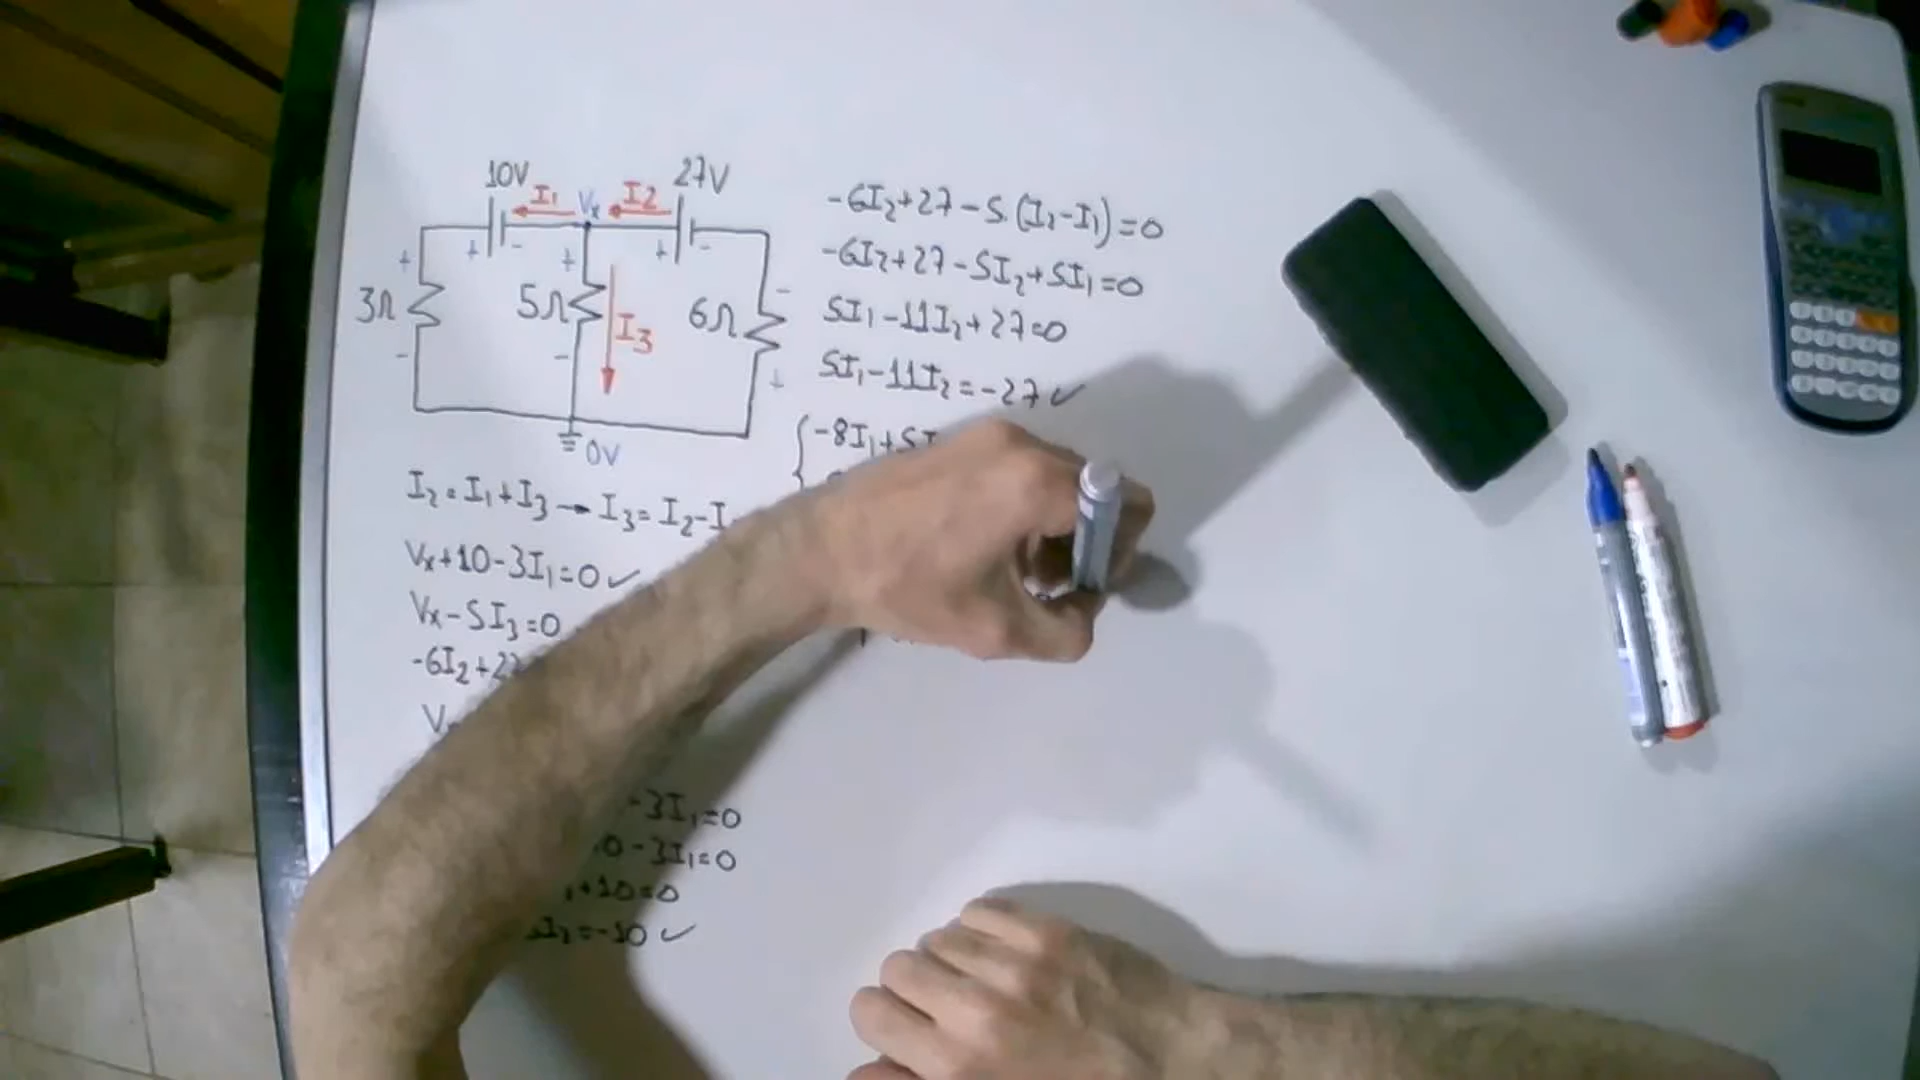 10V
I1
Vx
I2
27V
+ - + + -
+ -
3Ω
5Ω
I3
6Ω
- - +
0V
I2=I1+I3→I3=I2-I
Vx+10-3I1=0✓
Vx-5I3=0
-6I2+27
V
-3I1=0
0-3I1=0
+10=0
I2=-10✓
-6I2+27-5.(I2-I1)=0
-6I2+27-5I2+5I1=0
5I1-11I2+27=0
5I1-11I2=-27✓
-8I1+5I